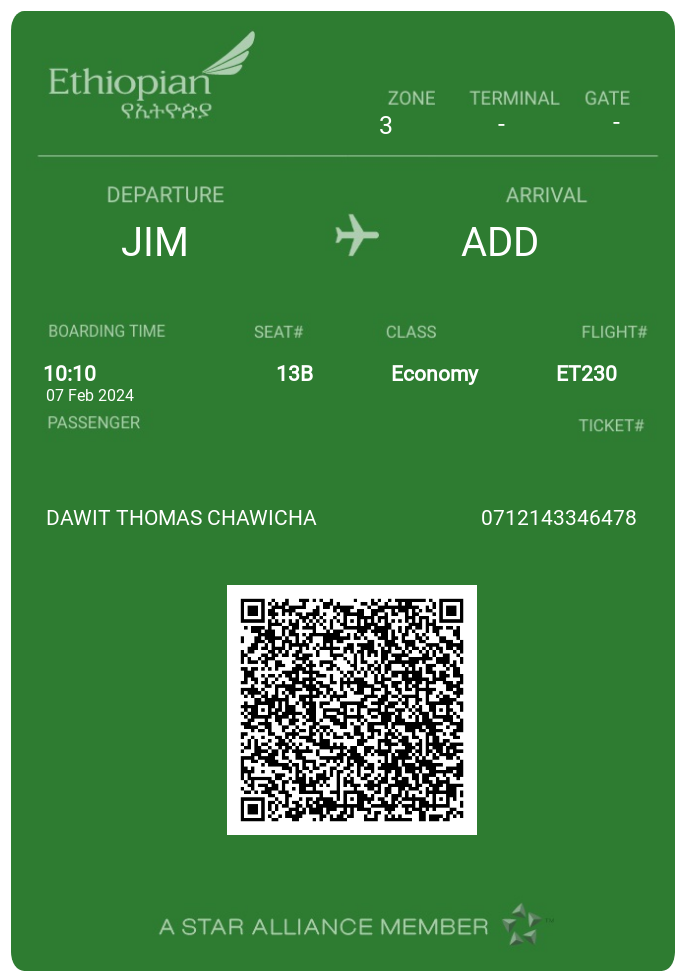 Ethiopian
የኢትዮጵያ
ZONE TERMINAL GATE
3 - -
DEPARTURE ARRIVAL
JIM ADD
BOARDING TIME SEAT# CLASS FLIGHT#
10:10 13B Economy ET230
07 Feb 2024
PASSENGER TICKET#
DAWIT THOMAS CHAWICHA 0712143346478
A STAR ALLIANCE MEMBER ™